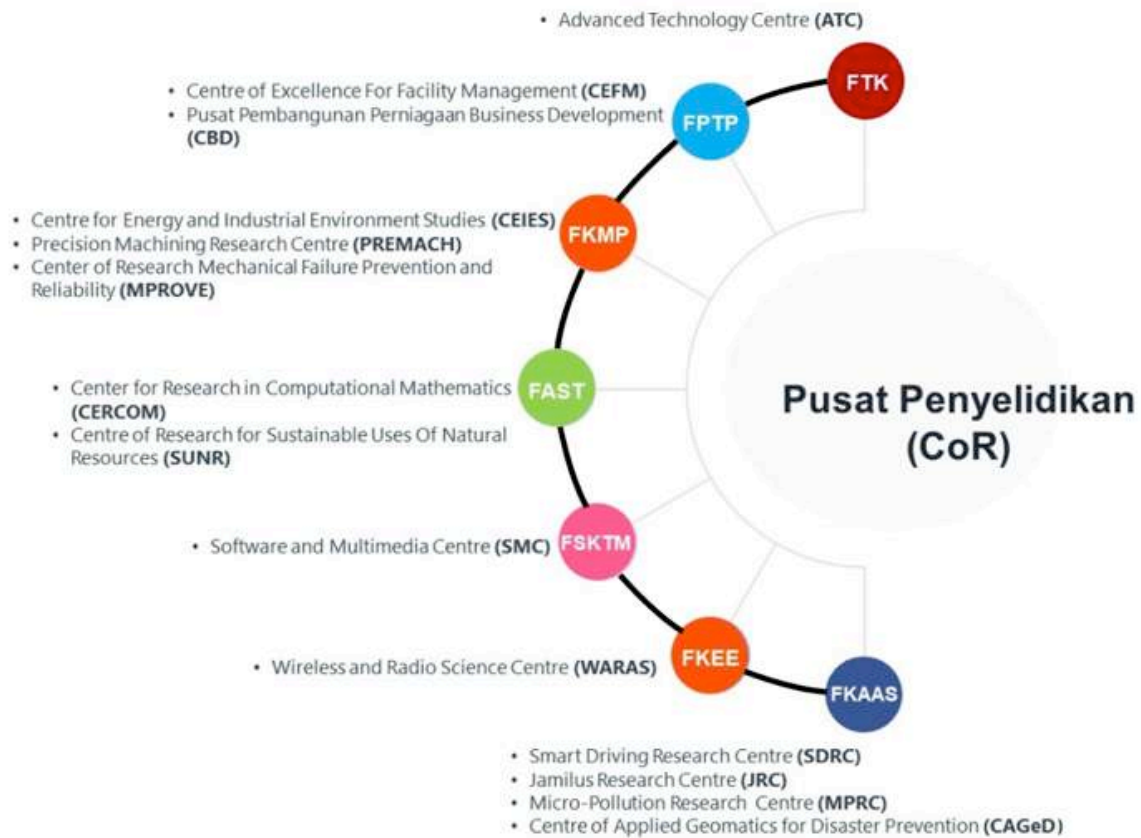 • Advanced Technology Centre (ATC)
FTK
• Centre of Excellence For Facility Management (CEFM)
• Pusat Pembangunan Perniagaan Business Development
(CBD)
FPTP
• Centre for Energy and Industrial Environment Studies (CEIES)
• Precision Machining Research Centre (PREMACH)
• Center of Research Mechanical Failure Prevention and
Reliability (MPROVE)
FKMP
• Center for Research in Computational Mathematics
(CERCOM)
• Centre of Research for Sustainable Uses Of Natural
Resources (SUNR)
FAST
Pusat Penyelidikan
(CoR)
• Software and Multimedia Centre (SMC)
FSKTM
• Wireless and Radio Science Centre (WARAS)
FKEE
FKAAS
• Smart Driving Research Centre (SDRC)
• Jamilus Research Centre (JRC)
• Micro-Pollution Research Centre (MPRC)
• Centre of Applied Geomatics for Disaster Prevention (CAGeD)